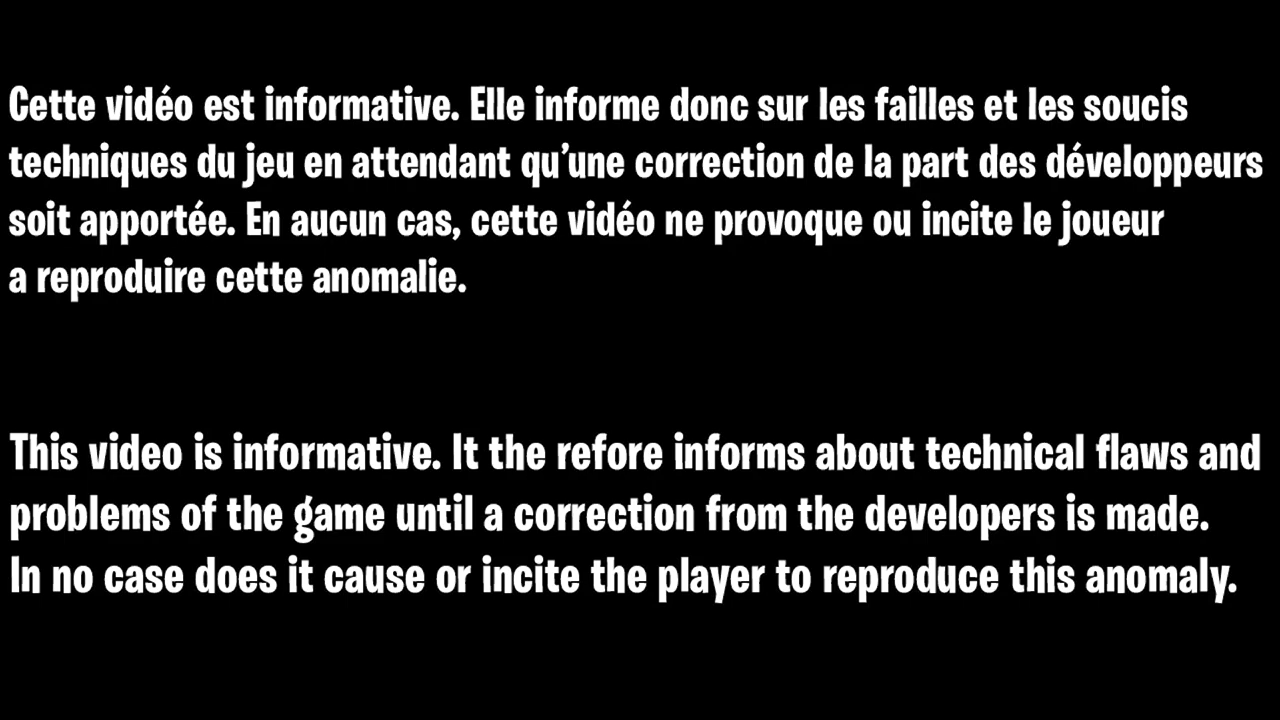 Cette vidéo est informative. Elle informe donc sur les failles et les soucis
techniques du jeu en attendant qu’une correction de la part des développeurs
soit apportée. En aucun cas, cette vidéo ne provoque ou incite le joueur
a reproduire cette anomalie.
This video is informative. It the refore informs about technical flaws and
problems of the game until a correction from the developers is made.
In no case does it cause or incite the player to reproduce this anomaly.